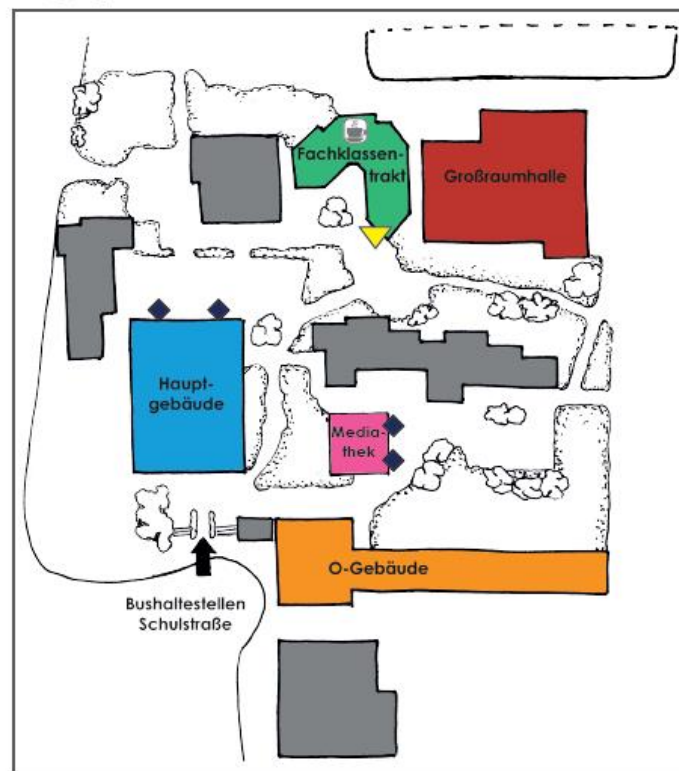 Fachklassen-
trakt
Großraumhalle
Haupt-
gebäude
Media-
thek
O-Gebäude
Bushaltestellen
Schulstraße